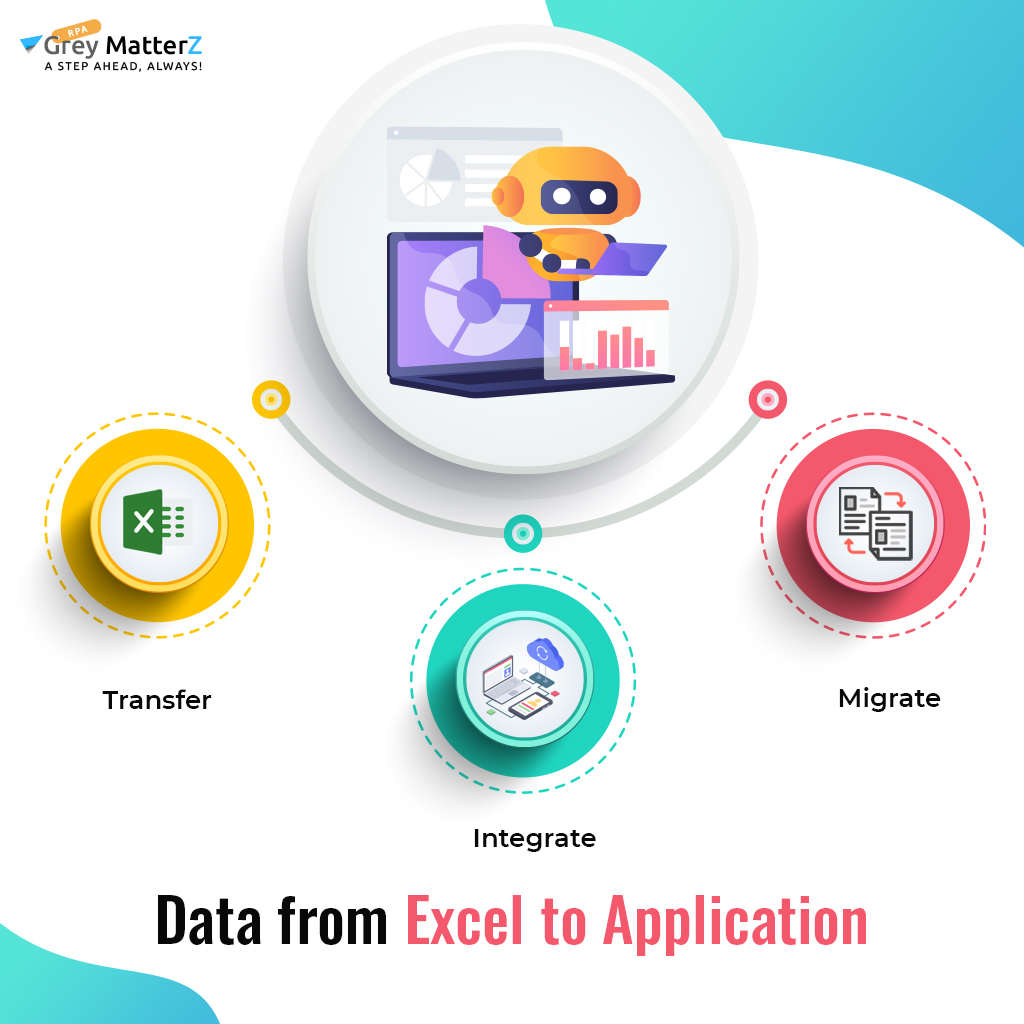 RPA
Grey MatterZ
A STEP AHEAD, ALWAYS!
X
Transfer
Migrate
Integrate
Data from Excel to Application